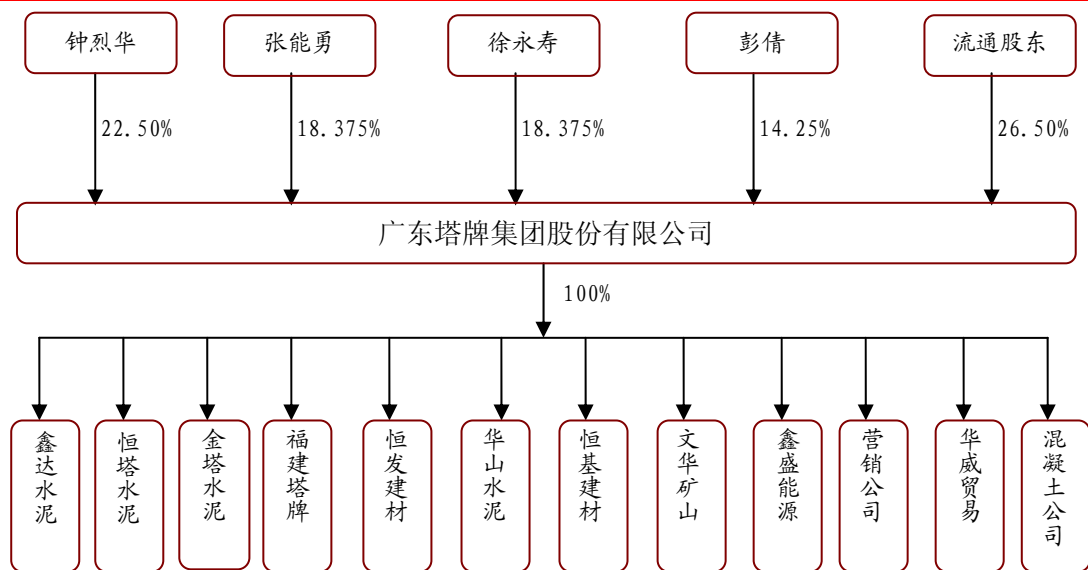 钟烈华
张能勇
徐永寿
彭倩
流通股东
22.50%
18.375%
18.375%
14.25%
26.50%
广东塔牌集团股份有限公司
100%
鑫达水泥
恒塔水泥
金塔水泥
福建塔牌
恒发建材
华山水泥
恒基建材
文华矿山
鑫盛能源
营销公司
华威贸易
混凝土公司